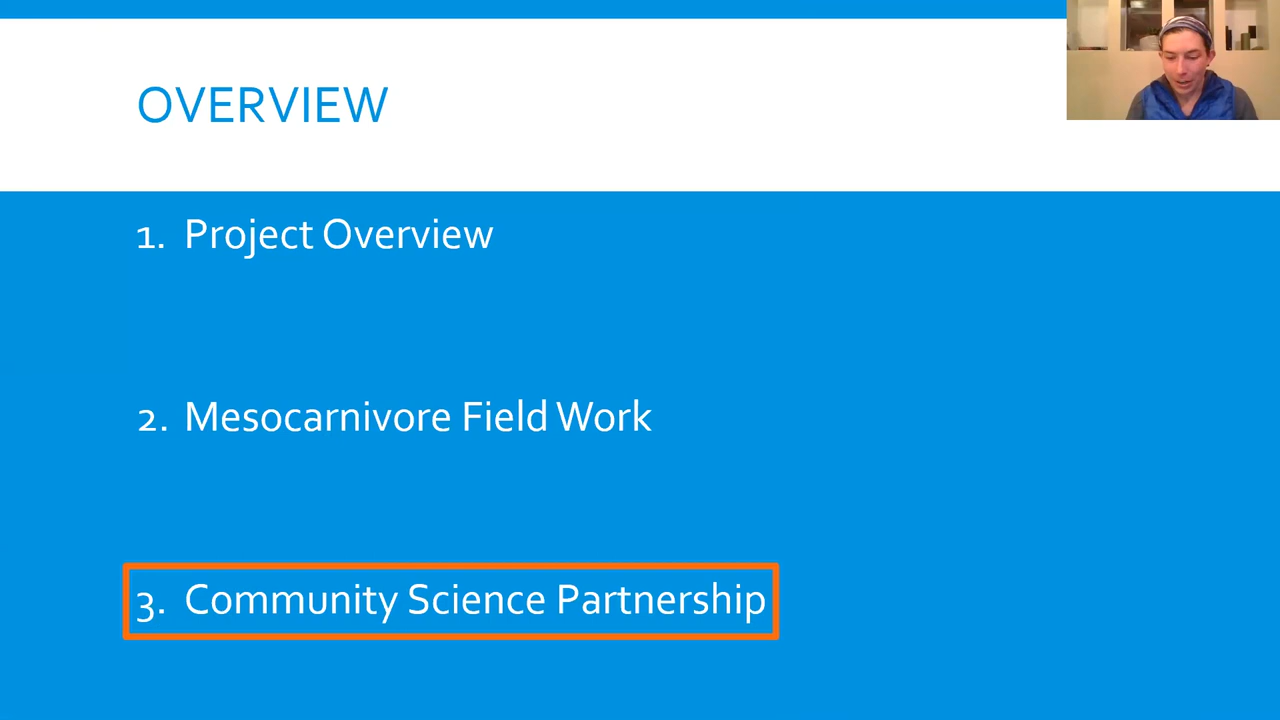 OVERVIEW
1. Project Overview
2. Mesocarnivore Field Work
3. Community Science Partnership